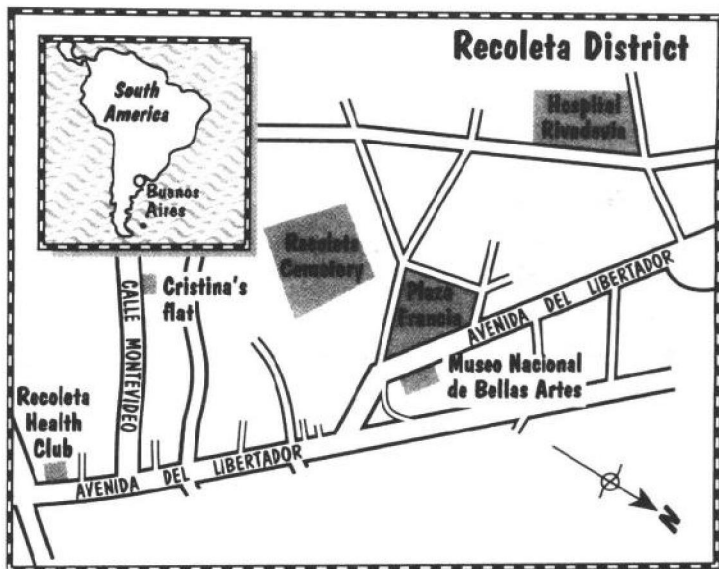 Recoleta District
South
America
Buenos
Aires
Hospital
Rivadavia
Recoleta
Cemetery
Cristina's
flat
CALLE MONTEVIDEO
Plaza
Francia
AVENIDA DEL LIBERTADOR
Museo Nacional
de Bellas Artes
Recoleta
Health
Club
AVENIDA DEL LIBERTADOR
N